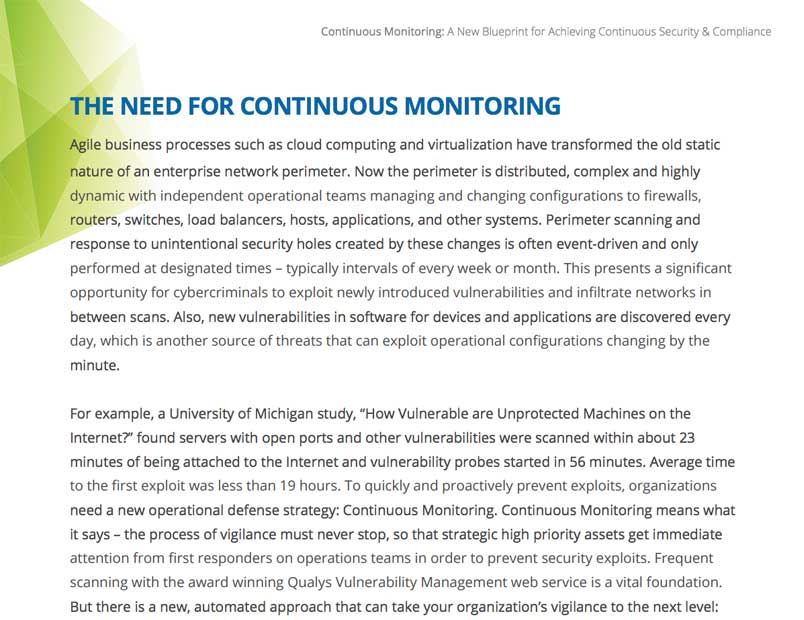 Continuous Monitoring: A New Blueprint for Achieving Continuous Security & Compliance
THE NEED FOR CONTINUOUS MONITORING
Agile business processes such as cloud computing and virtualization have transformed the old static
nature of an enterprise network perimeter. Now the perimeter is distributed, complex and highly
dynamic with independent operational teams managing and changing configurations to firewalls,
routers, switches, load balancers, hosts, applications, and other systems. Perimeter scanning and
response to unintentional security holes created by these changes is often event-driven and only
performed at designated times – typically intervals of every week or month. This presents a significant
opportunity for cybercriminals to exploit newly introduced vulnerabilities and infiltrate networks in
between scans. Also, new vulnerabilities in software for devices and applications are discovered every
day, which is another source of threats that can exploit operational configurations changing by the
minute.
For example, a University of Michigan study, “How Vulnerable are Unprotected Machines on the
Internet?” found servers with open ports and other vulnerabilities were scanned within about 23
minutes of being attached to the Internet and vulnerability probes started in 56 minutes. Average time
to the first exploit was less than 19 hours. To quickly and proactively prevent exploits, organizations
need a new operational defense strategy: Continuous Monitoring. Continuous Monitoring means what
it says – the process of vigilance must never stop, so that strategic high priority assets get immediate
attention from first responders on operations teams in order to prevent security exploits. Frequent
scanning with the award winning Qualys Vulnerability Management web service is a vital foundation.
But there is a new, automated approach that can take your organization’s vigilance to the next level: